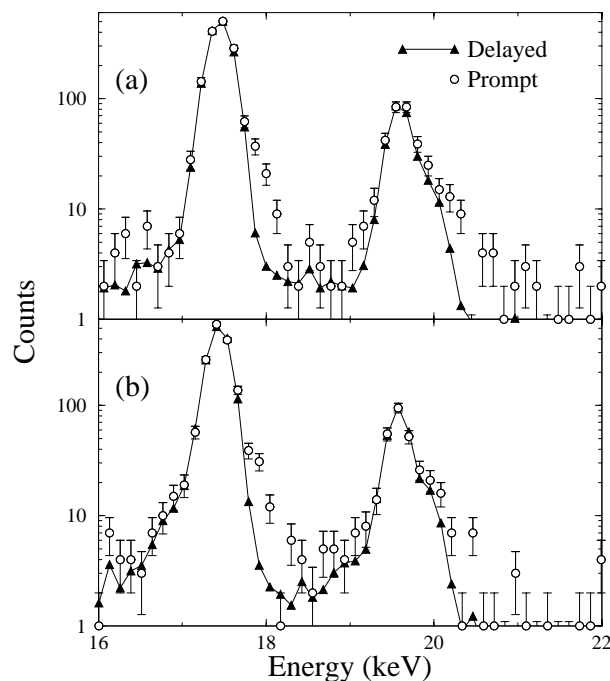 (a)
Delayed
Prompt
100
10
1
(b)
100
10
1
Counts
16
18
20
22
Energy (keV)